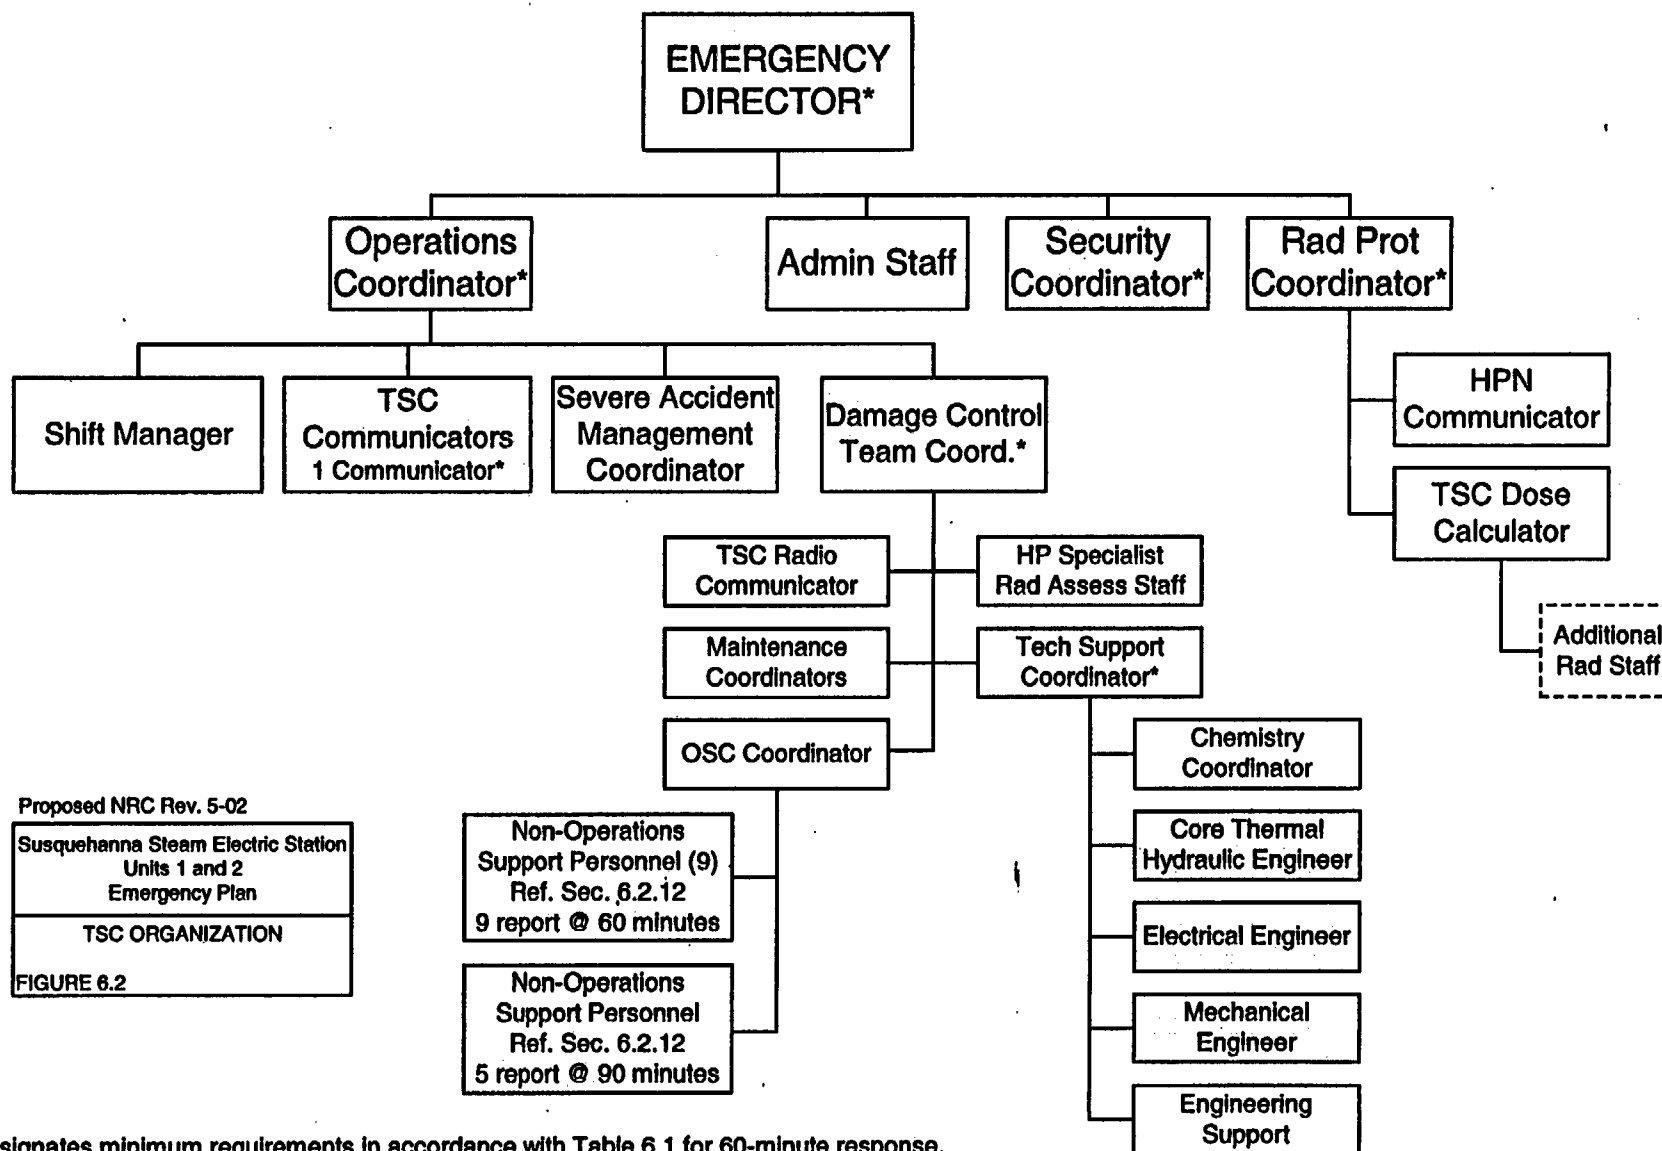 EMERGENCY
DIRECTOR*
Operations
Coordinator*
Admin Staff
Security
Coordinator*
Rad Prot
Coordinator*
Shift Manager
TSC
Communicators
1 Communicator*
Severe Accident
Management
Coordinator
Damage Control
Team Coord.*
HPN
Communicator
TSC Dose
Calculator
Additional
Rad Staff
TSC Radio
Communicator
HP Specialist
Rad Assess Staff
Maintenance
Coordinators
Tech Support
Coordinator*
OSC Coordinator
Chemistry
Coordinator
Core Thermal
Hydraulic Engineer
Electrical Engineer
Mechanical
Engineer
Engineering
Support
Non-Operations
Support Personnel (9)
Ref. Sec. 6.2.12
9 report @ 60 minutes
Non-Operations
Support Personnel
Ref. Sec. 6.2.12
5 report @ 90 minutes
Proposed NRC Rev. 5-02
Susquehanna Steam Electric Station
Units 1 and 2
Emergency Plan
TSC ORGANIZATION
FIGURE 6.2
signates minimum requirements in accordance with Table 6.1 for 60-minute response.